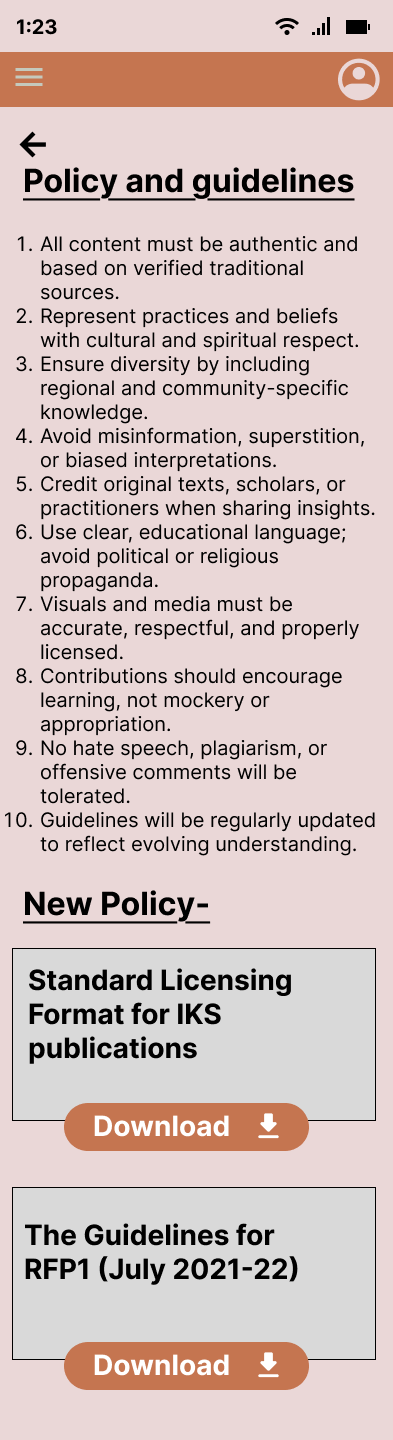 1:23
Policy and guidelines
1. All content must be authentic and
based on verified traditional
sources.
2. Represent practices and beliefs
with cultural and spiritual respect.
3. Ensure diversity by including
regional and community-specific
knowledge.
4. Avoid misinformation, superstition,
or biased interpretations.
5. Credit original texts, scholars, or
practitioners when sharing insights.
6. Use clear, educational language;
avoid political or religious
propaganda.
7. Visuals and media must be
accurate, respectful, and properly
licensed.
8. Contributions should encourage
learning, not mockery or
appropriation.
9. No hate speech, plagiarism, or
offensive comments will be
tolerated.
10. Guidelines will be regularly updated
to reflect evolving understanding.
New Policy-
Standard Licensing
Format for IKS
publications
Download
The Guidelines for
RFP1 (July 2021-22)
Download